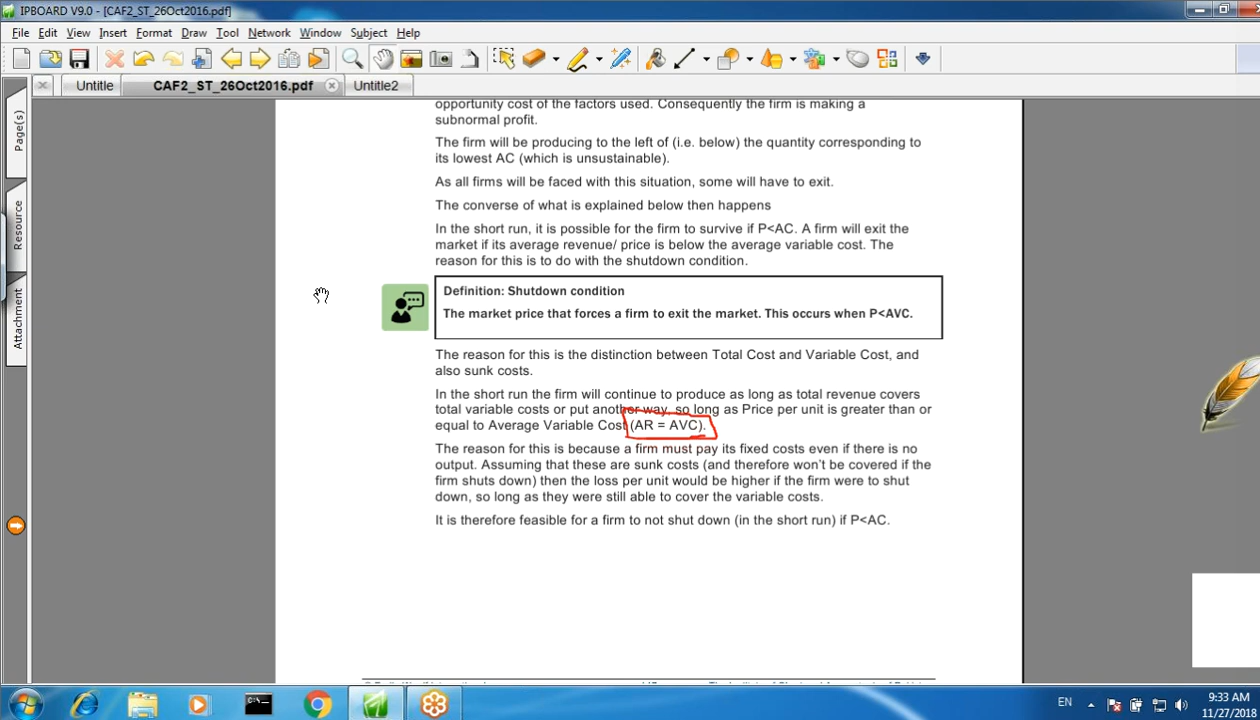 IPBOARD V9.0 - [CAF2_ST_26Oct2016.pdf]
File Edit View Insert Format Draw Tool Network Window Subject Help
Untitle CAF2_ST_26Oct2016.pdf Untitle2
Page(s)
Resource
Attachment
opportunity cost of the factors used. Consequently the firm is making a
subnormal profit.
The firm will be producing to the left of (i.e. below) the quantity corresponding to
its lowest AC (which is unsustainable).
As all firms will be faced with this situation, some will have to exit.
The converse of what is explained below then happens
In the short run, it is possible for the firm to survive if P<AC. A firm will exit the
market if its average revenue/ price is below the average variable cost. The
reason for this is to do with the shutdown condition.
Definition: Shutdown condition
The market price that forces a firm to exit the market. This occurs when P<AVC.
The reason for this is the distinction between Total Cost and Variable Cost, and
also sunk costs.
In the short run the firm will continue to produce as long as total revenue covers
total variable costs or put another way, so long as Price per unit is greater than or
equal to Average Variable Cost (AR = AVC).
The reason for this is because a firm must pay its fixed costs even if there is no
output. Assuming that these are sunk costs (and therefore won't be covered if the
firm shuts down) then the loss per unit would be higher if the firm were to shut
down, so long as they were still able to cover the variable costs.
It is therefore feasible for a firm to not shut down (in the short run) if P<AC.
EN
9:33 AM
11/27/2018